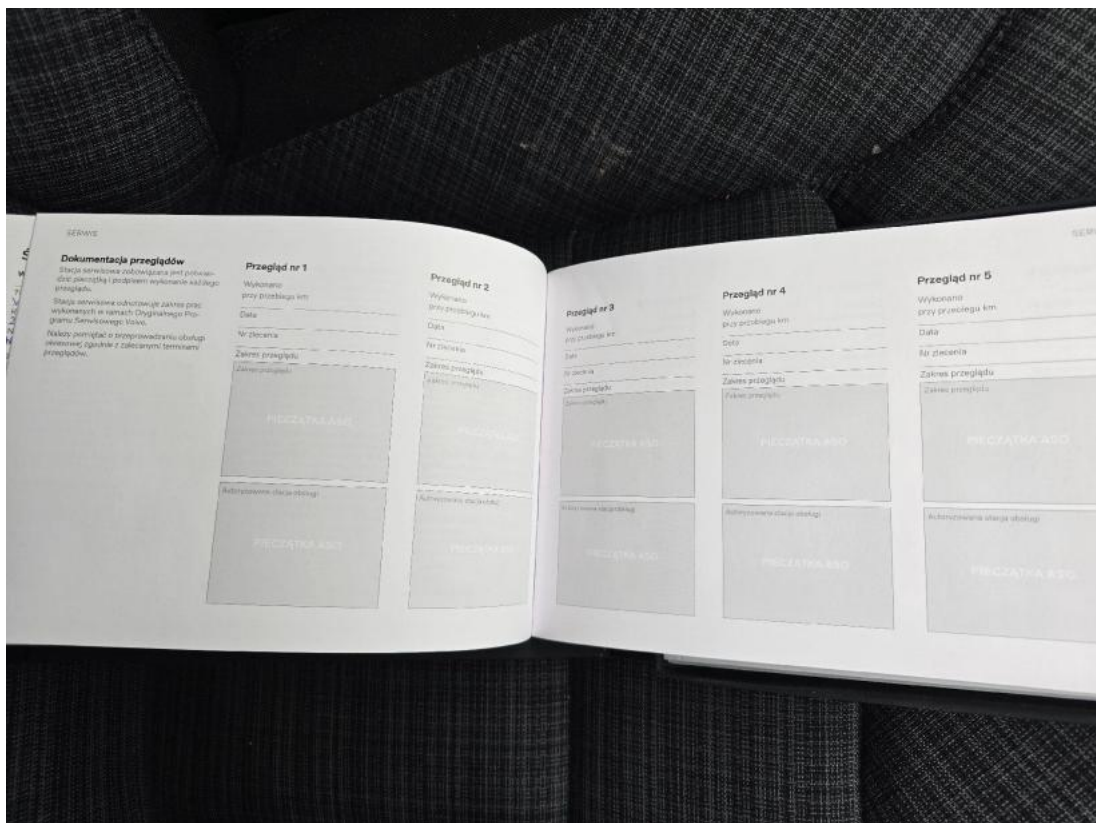 SERWIS
Dokumentacja przeglądów
Stacja serwisowa zobowiązana jest potwier-
dzić pieczątką i podpisem wykonanie każdego
przeglądu.
Stacja serwisowa odnotowuje zakres prac
wykonanych w ramach Oryginalnego Pro-
gramu Serwisowego Volvo.
Należy pamiętać o przeprowadzaniu obsługi
okresowej zgodnie z zalecanymi terminami
przeglądów.
Przegląd nr 1
Wykonano
przy przebiegu km
Data
Nr zlecenia
Zakres przeglądu
Zakres przeglądu
PIECZĄTKA ASO
Autoryzowana stacja obsługi
PIECZĄTKA ASO
Przegląd nr 2
Wykonano
przy przebiegu km
Data
Nr zlecenia
Zakres przeglądu
Zakres przeglądu
PIECZĄTKA ASO
Autoryzowana stacja obsługi
PIECZĄTKA ASO
Przegląd nr 3
Wykonano
przy przebiegu km
Data
Nr zlecenia
Zakres przeglądu
Zakres przeglądu
PIECZĄTKA ASO
Autoryzowana stacja obsługi
PIECZĄTKA ASO
Przegląd nr 4
Wykonano
przy przebiegu km
Data
Nr zlecenia
Zakres przeglądu
Zakres przeglądu
PIECZĄTKA ASO
Autoryzowana stacja obsługi
PIECZĄTKA ASO
SERW
Przegląd nr 5
Wykonano
przy przebiegu km
Data
Nr zlecenia
Zakres przeglądu
Zakres przeglądu
PIECZĄTKA ASO
Autoryzowana stacja obsługi
PIECZĄTKA ASO